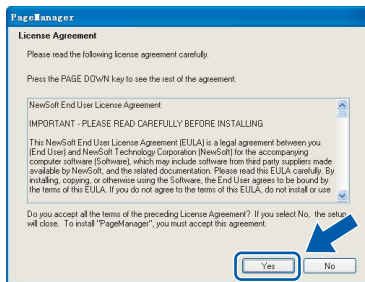 PageManager
License Agreement
Please read the following license agreement carefully.
Press the PAGE DOWN key to see the rest of the agreement.
NewSoft End User License Agreement
IMPORTANT - PLEASE READ CAREFULLY BEFORE INSTALLING
This NewSoft End User License Agreement (EULA) is a legal agreement between you
(End User) and NewSoft Technology Corporation (NewSoft) for the accompanying
computer software (Software), which may include software from third party suppliers made
available by NewSoft, and the related documentation. Please read this EULA carefully. By
installing, copying, or otherwise using the Software, the End User agrees to be bound by
the terms of this EULA. If you do not agree to the terms of this EULA, do not install or use
Do you accept all the terms of the preceding License Agreement? If you select No, the setup
will close. To install "PageManager", you must accept this agreement.
Yes
No